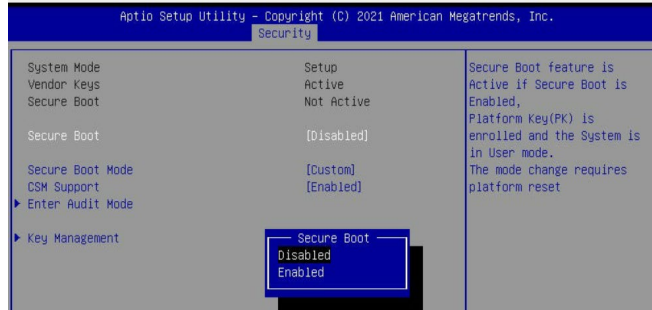 Aptio Setup Utility – Copyright (C) 2021 American Megatrends, Inc.
Security
System Mode Setup
Vendor Keys Active
Secure Boot Not Active
Secure Boot [Disabled]
Secure Boot Mode [Custom]
CSM Support [Enabled]
Enter Audit Mode
Key Management
Secure Boot
Disabled
Enabled
Secure Boot feature is
Active if Secure Boot is
Enabled,
Platform Key(PK) is
enrolled and the System is
in User mode.
The mode change requires
platform reset